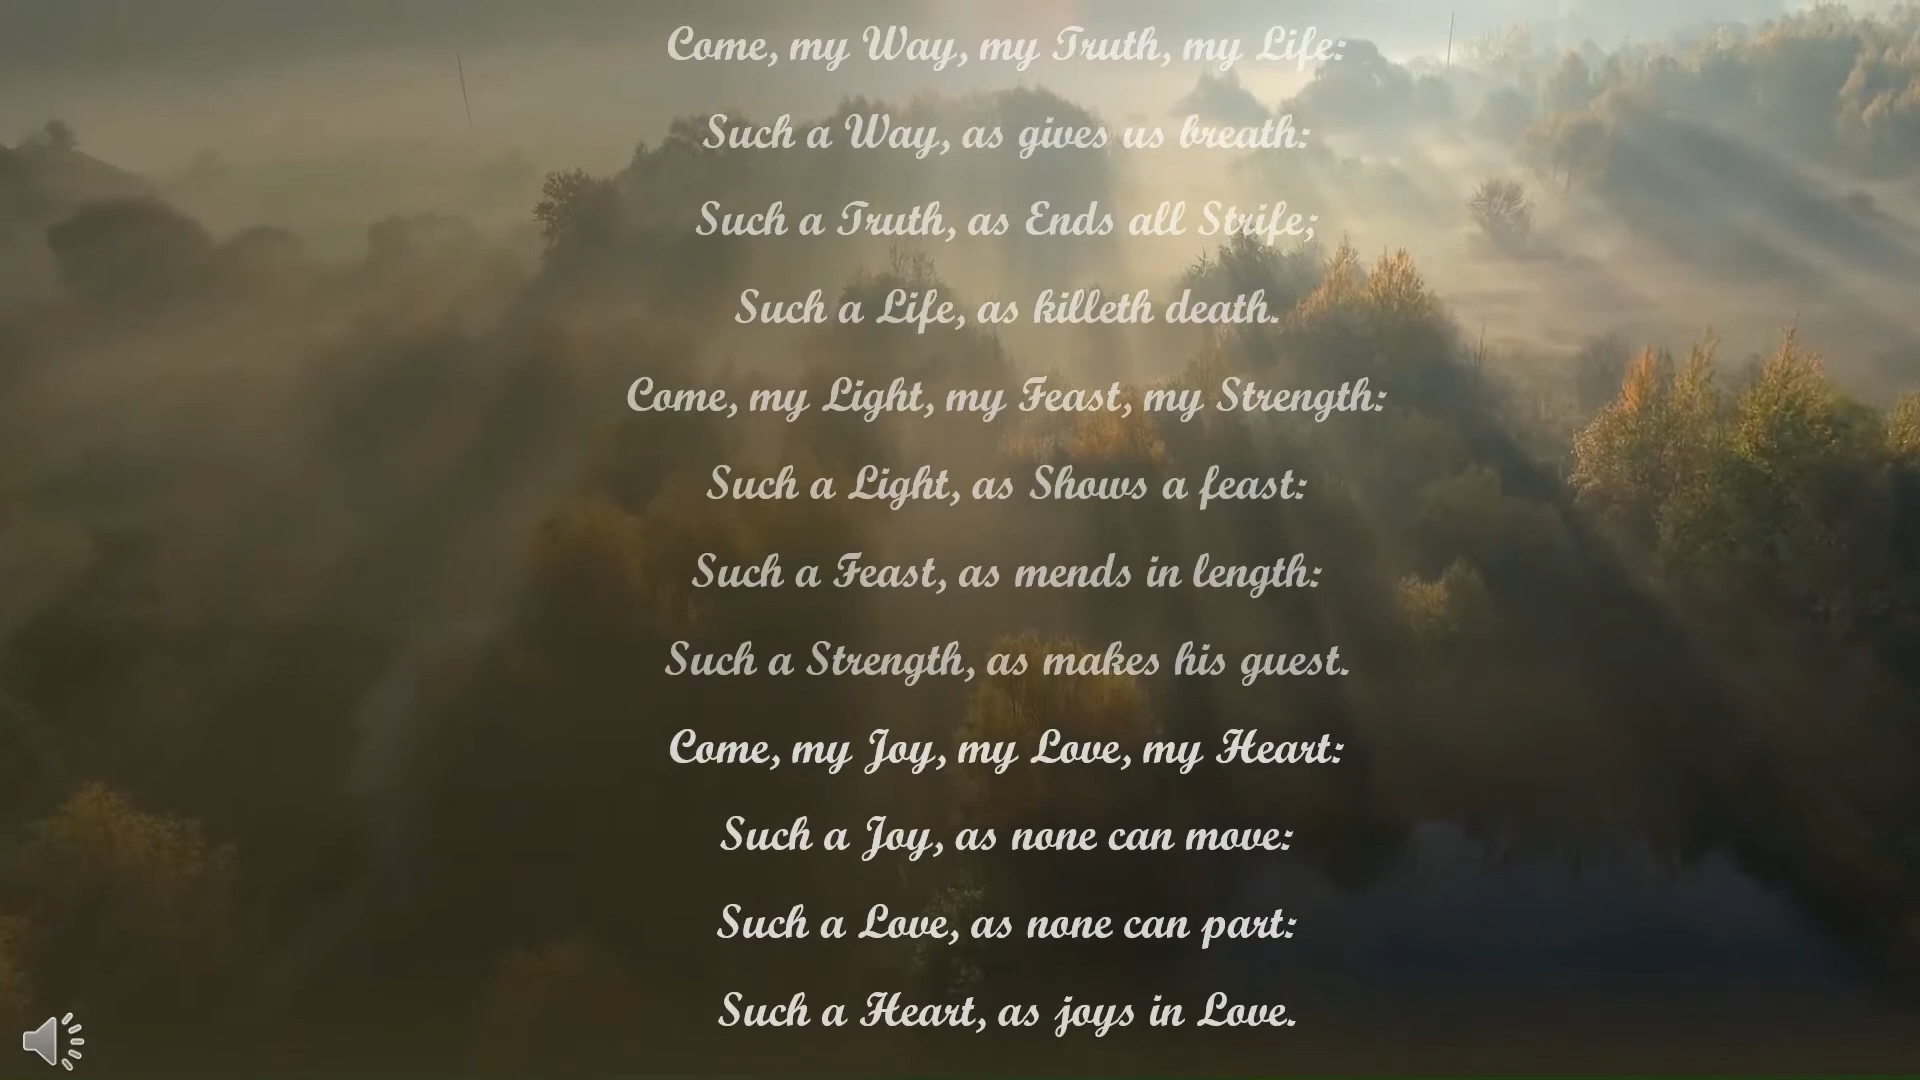 Come, my Way, my Truth, my Life:
Such a Way, as gives us breath:
Such a Truth, as Ends all Strife;
Such a Life, as killeth death.
Come, my Light, my Feast, my Strength:
Such a Light, as Shows a feast:
Such a Feast, as mends in length:
Such a Strength, as makes his guest.
Come, my Joy, my Love, my Heart:
Such a Joy, as none can move:
Such a Love, as none can part:
Such a Heart, as joys in Love.